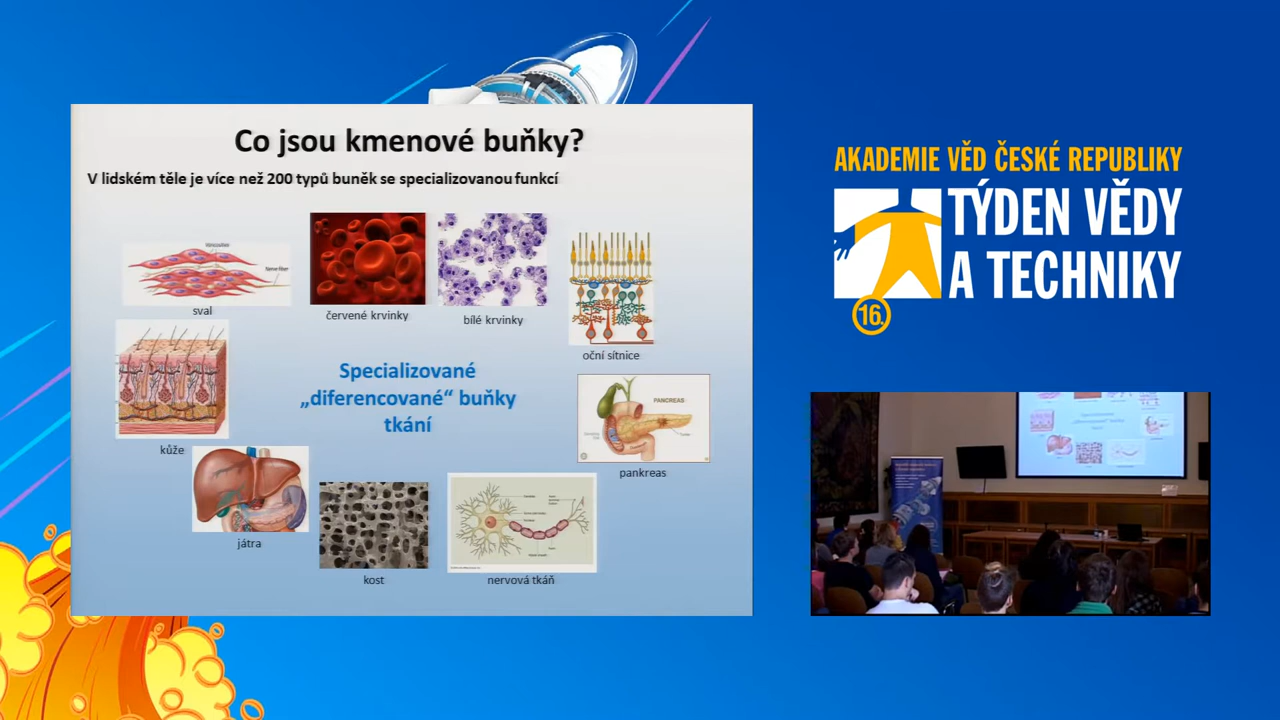 Co jsou kmenové buňky?
V lidském těle je více než 200 typů buněk se specializovanou funkcí
Nerve fiber
sval
červené krvinky
bílé krvinky
oční sítnice
Specializované
„diferencované“ buňky
tkání
PANCREAS
kůže
pankreas
játra
kost
nervová tkáň
AKADEMIE VĚD ČESKÉ REPUBLIKY
TÝDEN VĚDY
A TECHNIKY
16.